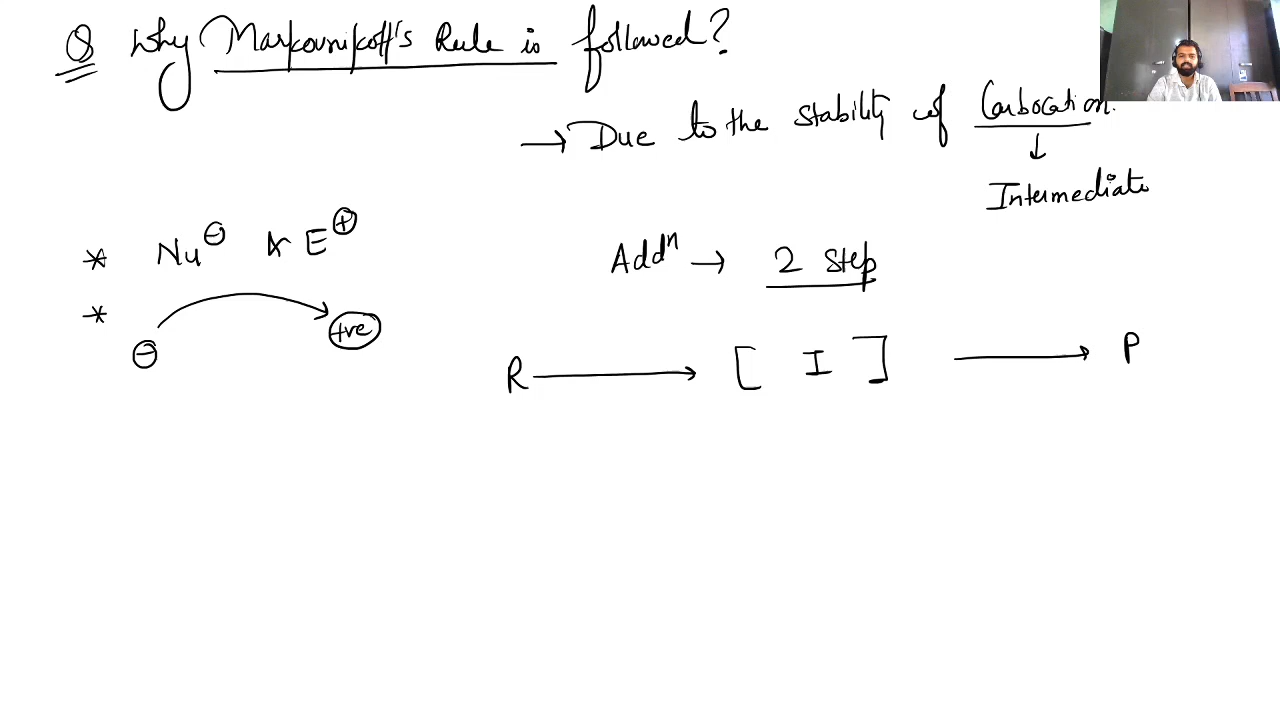 Q Why Markovnikoff's Rule is followed?
→ Due to the stability of Carbocation.
↓
Intermediate
* Nu⊖ & E⊕
Addⁿ → 2 Step
* ⊖ → +ve
R → [ I ] → P